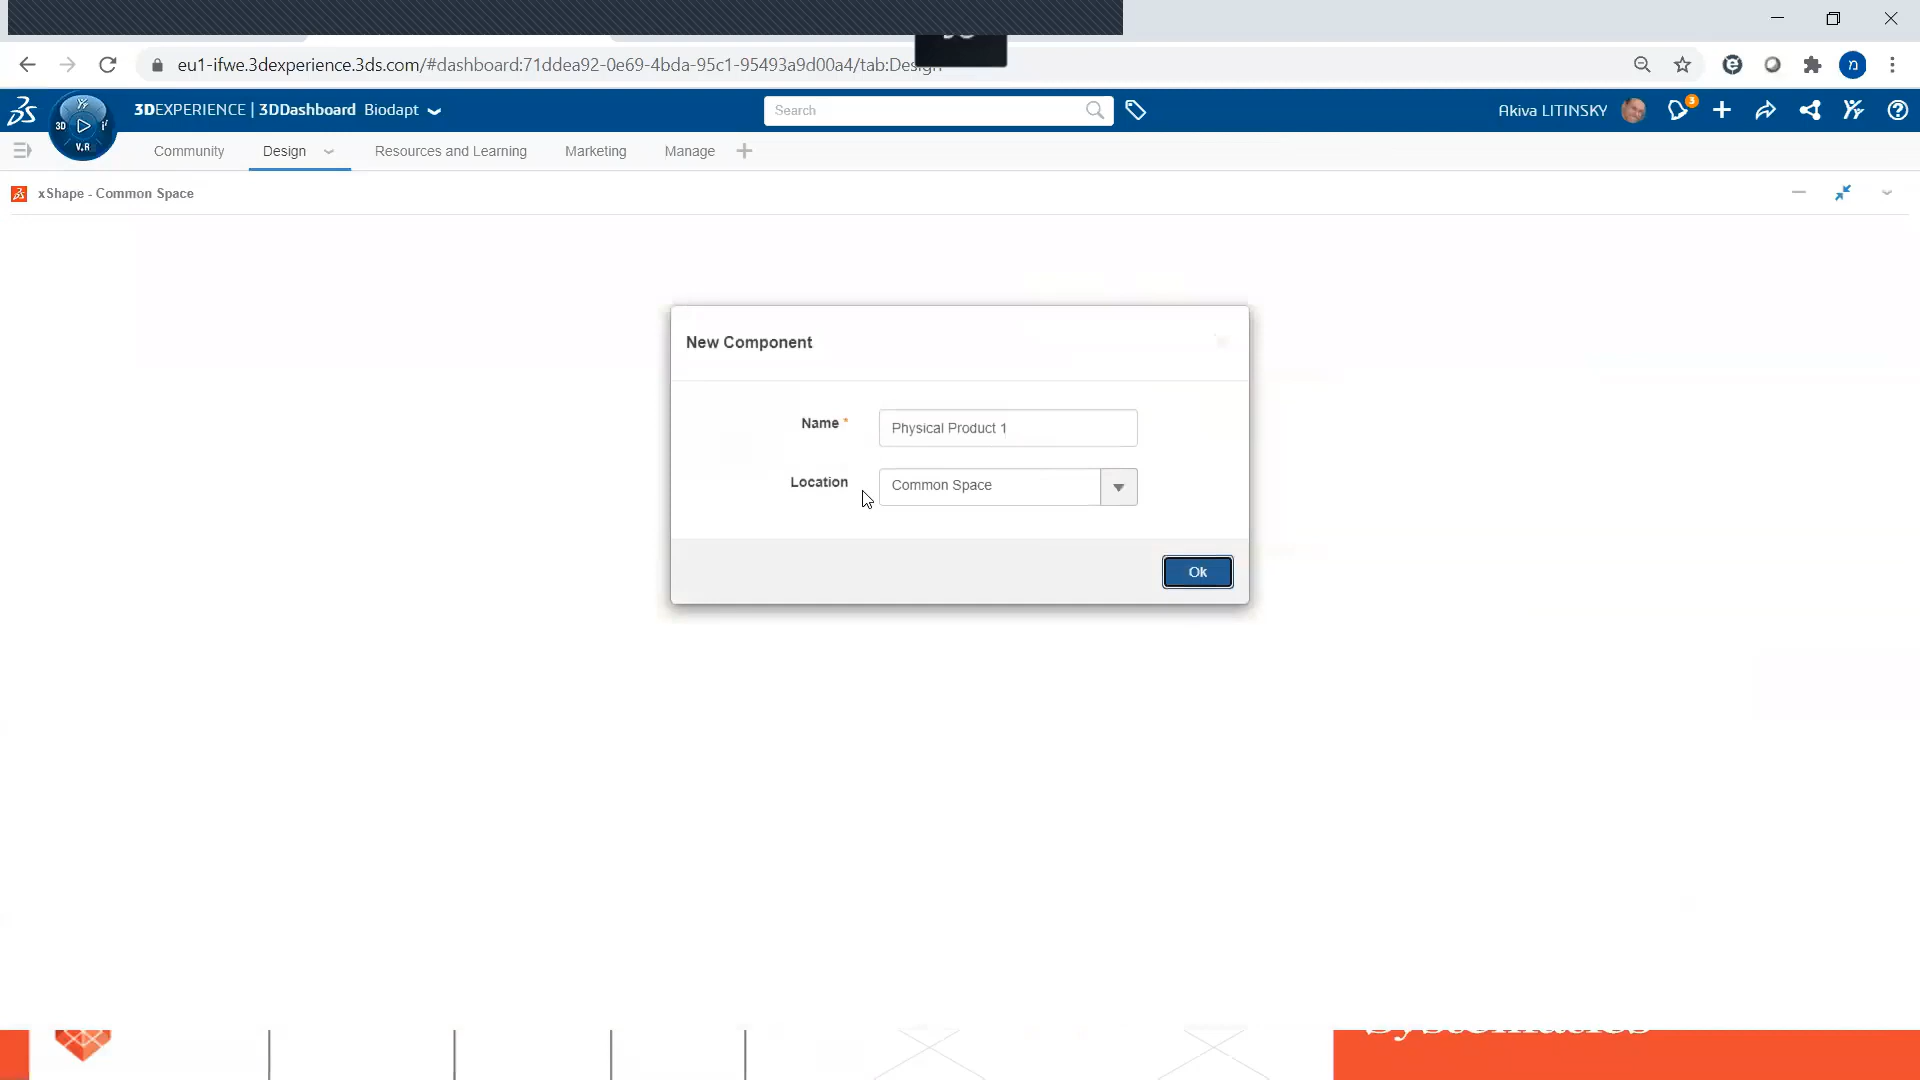 eu1-ifwe.3dexperience.3ds.com/#dashboard:71ddea92-0e69-4bda-95c1-95493a9d00a4/tab:Design
מ
3DEXPERIENCE | 3DDashboard Biodapt
Search
Akiva LITINSKY
3
3D
V.R
Community
Design
Resources and Learning
Marketing
Manage
xShape - Common Space
New Component
Name *
Physical Product 1
Location
Common Space
Ok